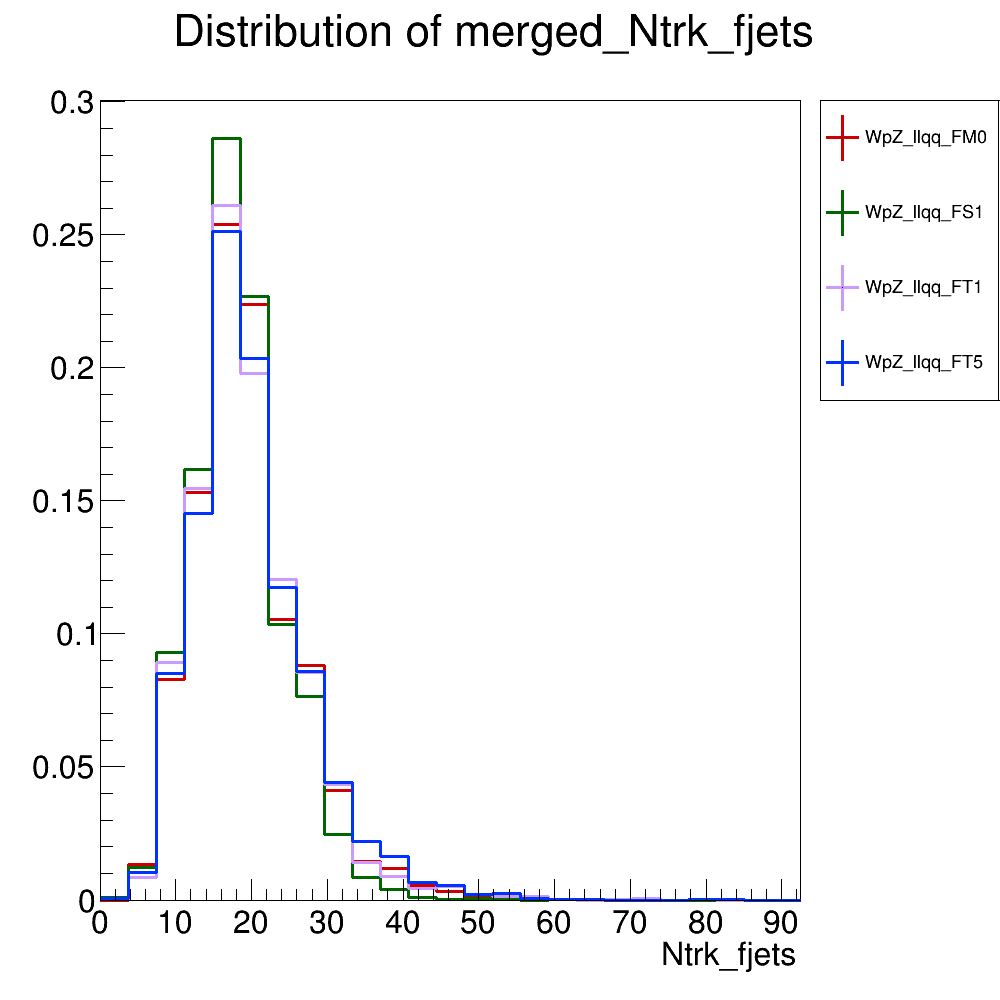 Distribution of merged_Ntrk_fjets
0.3
0.25
0.2
0.15
0.1
0.05
0
0 10 20 30 40 50 60 70 80 90
Ntrk_fjets
WpZ_llqq_FM0
WpZ_llqq_FS1
WpZ_llqq_FT1
WpZ_llqq_FT5